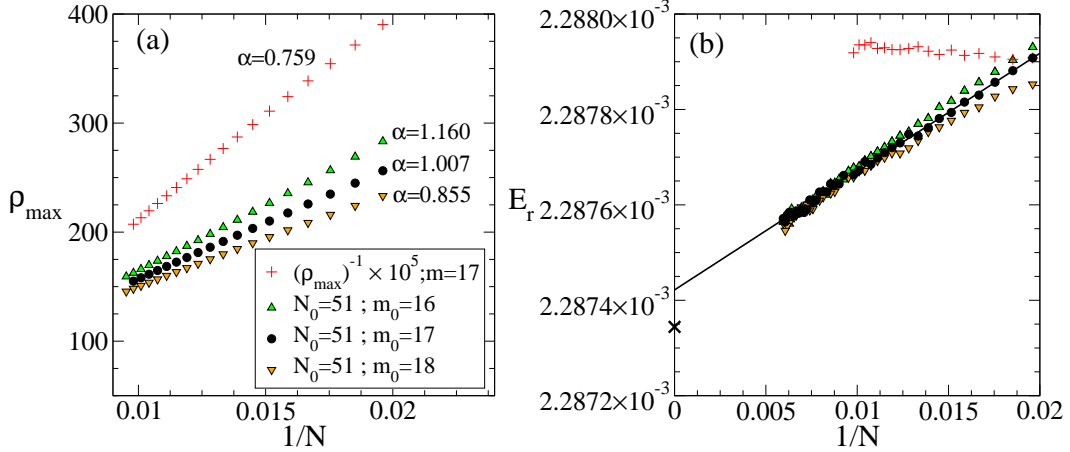 (a)
400
350
300
250
200
150
100
ρmax
α=0.759
α=1.160
α=1.007
α=0.855
(ρmax)⁻¹ × 10⁵;m=17
N₀=51 ; m₀=16
N₀=51 ; m₀=17
N₀=51 ; m₀=18
0.01
0.015
0.02
1/N
(b)
2.2880×10⁻³
2.2878×10⁻³
2.2876×10⁻³
2.2874×10⁻³
2.2872×10⁻³
Er
0
0.005
0.01
0.015
0.02
1/N